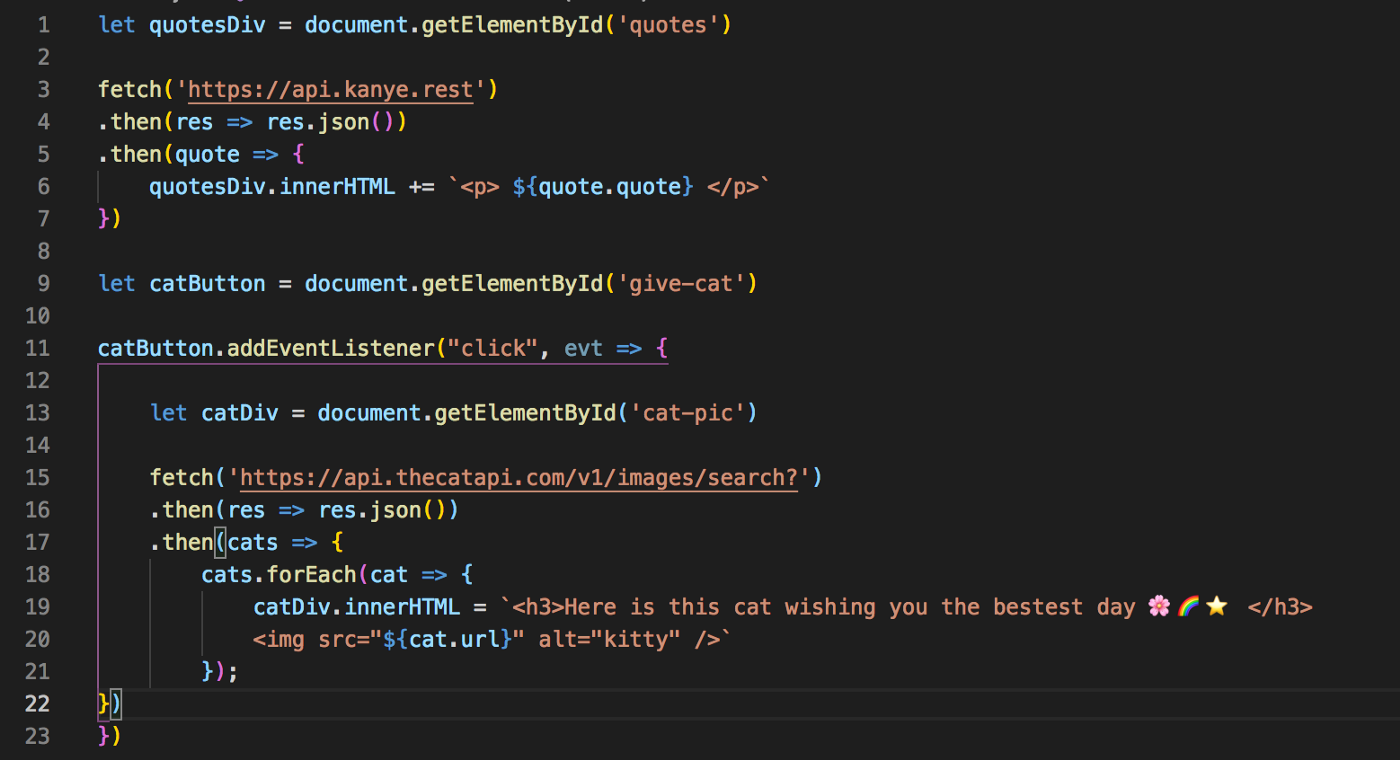 1 let quotesDiv = document.getElementById('quotes')
2
3 fetch('https://api.kanye.rest')
4 .then(res => res.json())
5 .then(quote => {
6     quotesDiv.innerHTML += `<p> ${quote.quote} </p>`
7 })
8
9 let catButton = document.getElementById('give-cat')
10
11 catButton.addEventListener("click", evt => {
12
13     let catDiv = document.getElementById('cat-pic')
14
15     fetch('https://api.thecatapi.com/v1/images/search?')
16     .then(res => res.json())
17     .then(cats => {
18         cats.forEach(cat => {
19             catDiv.innerHTML = `<h3>Here is this cat wishing you the bestest day 🌸🌈⭐ </h3>
20             <img src="${cat.url}" alt="kitty" />`
21         });
22 })
23 })